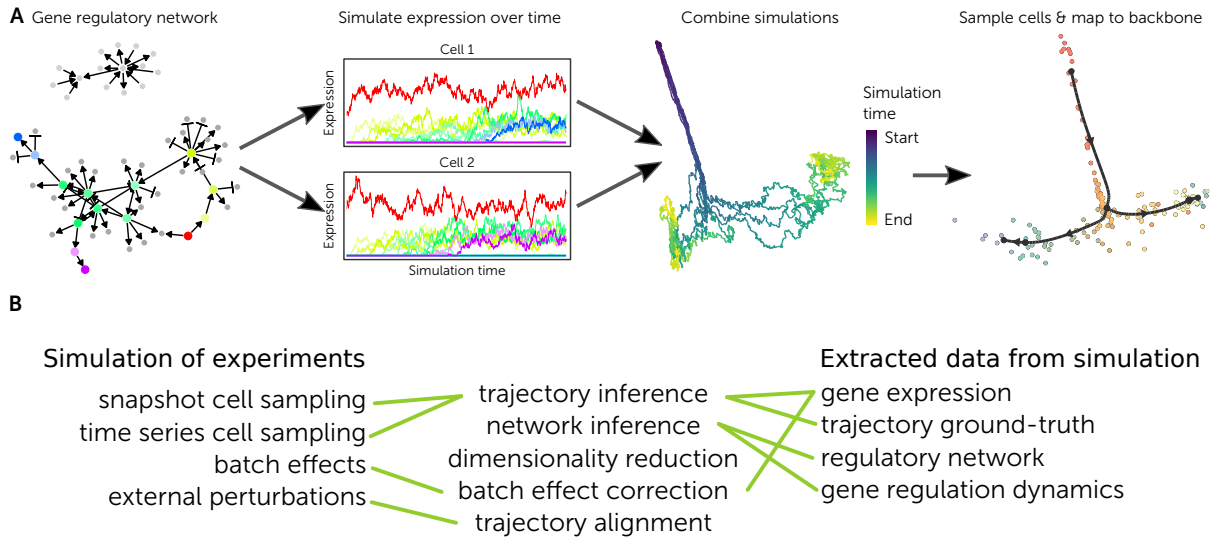 A
Gene regulatory network
Simulate expression over time
Combine simulations
Sample cells & map to backbone
Cell 1
Expression
Cell 2
Expression
Simulation time
Simulation
time
Start
End
B
Simulation of experiments
snapshot cell sampling
time series cell sampling
batch effects
external perturbations
trajectory inference
network inference
dimensionality reduction
batch effect correction
trajectory alignment
Extracted data from simulation
gene expression
trajectory ground-truth
regulatory network
gene regulation dynamics